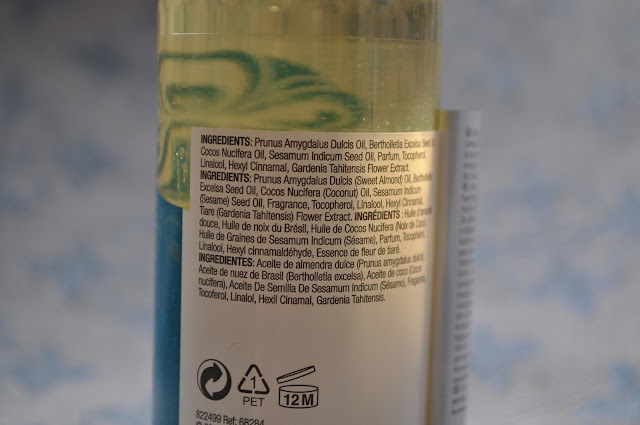 INGREDIENTS: Prunus Amygdalus Dulcis Oil, Bertholletia Excelsa Seed
Cocos Nucifera Oil, Sesamum Indicum Seed Oil, Parfum, Tocopherol,
Linalool, Hexyl Cinnamal, Gardenia Tahitensis Flower Extract.
INGREDIENTS: Prunus Amygdalus Dulcis (Sweet Almond) Oil,
Excelsa Seed Oil, Cocos Nucifera (Coconut) Oil, Sesamum Indicum
(Sesame) Seed Oil, Fragrance, Tocopherol, Linalool, Hexyl Cinnamal,
Tiare (Gardenia Tahitensis) Flower Extract. INGRÉDIENTS : Huile
douce, Huile de noix du Brésil, Huile de Cocos Nucifera (Noix de Coco),
Huile de Graines de Sesamum Indicum (Sésame), Parfum, Tocopherol,
Linalool, Hexyl cinnamaldéhyde, Essence de fleur de tiaré.
INGREDIENTES: Aceite de almendra dulce (Prunus amygdalus dulcis),
Aceite de nuez de Brasil (Bertholletia excelsa), Aceite de coco (Cocos
nucifera), Aceite De Semilla De Sesamum Indicum (Sésamo),
Tocoferol, Linalol, Hexil Cinamal, Gardenia Tahitensis.
1
PET
12 M
822499 Ref: 68284